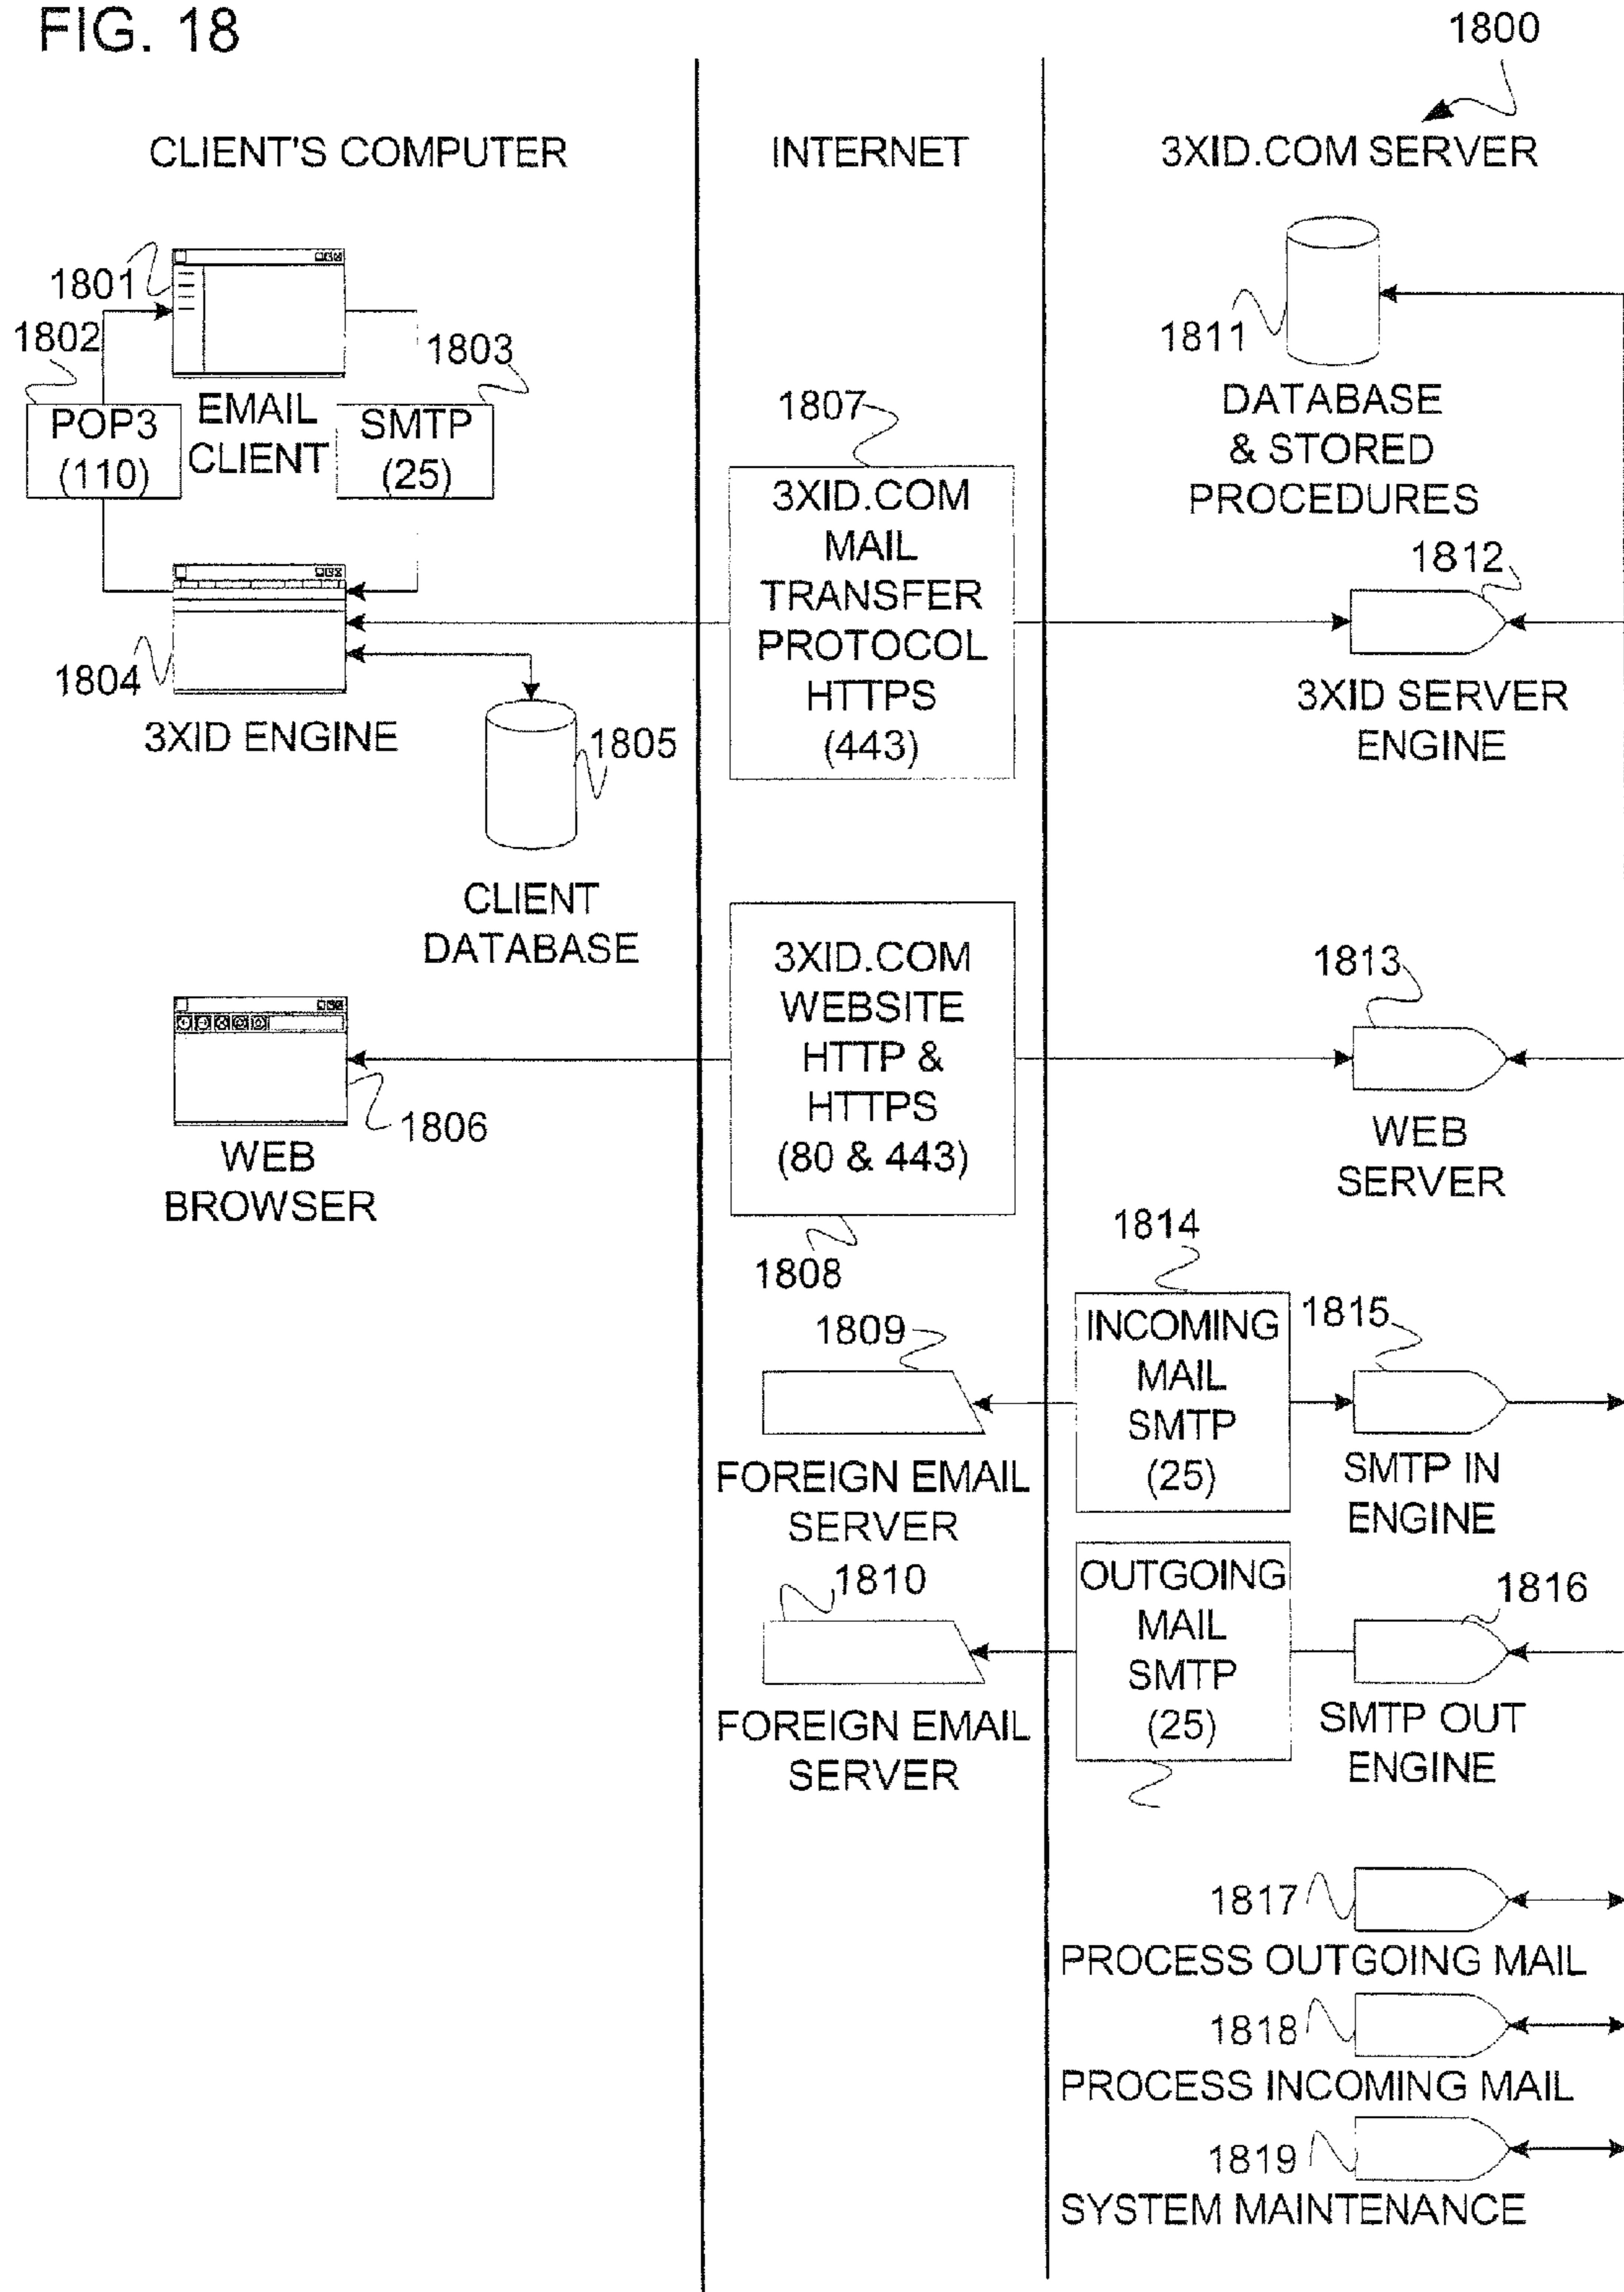 FIG. 18
1800
CLIENT'S COMPUTER
INTERNET
3XID.COM SERVER
1801
1802
1803
POP3
(110)
EMAIL
CLIENT
SMTP
(25)
1804
3XID ENGINE
1805
CLIENT
DATABASE
1806
WEB
BROWSER
1807
3XID.COM
MAIL
TRANSFER
PROTOCOL
HTTPS
(443)
3XID.COM
WEBSITE
HTTP &
HTTPS
(80 & 443)
1808
1809
FOREIGN EMAIL
SERVER
1810
FOREIGN EMAIL
SERVER
1811
DATABASE
& STORED
PROCEDURES
1812
3XID SERVER
ENGINE
1813
WEB
SERVER
1814
INCOMING
MAIL
SMTP
(25)
1815
SMTP IN
ENGINE
OUTGOING
MAIL
SMTP
(25)
1816
SMTP OUT
ENGINE
1817
PROCESS OUTGOING MAIL
1818
PROCESS INCOMING MAIL
1819
SYSTEM MAINTENANCE